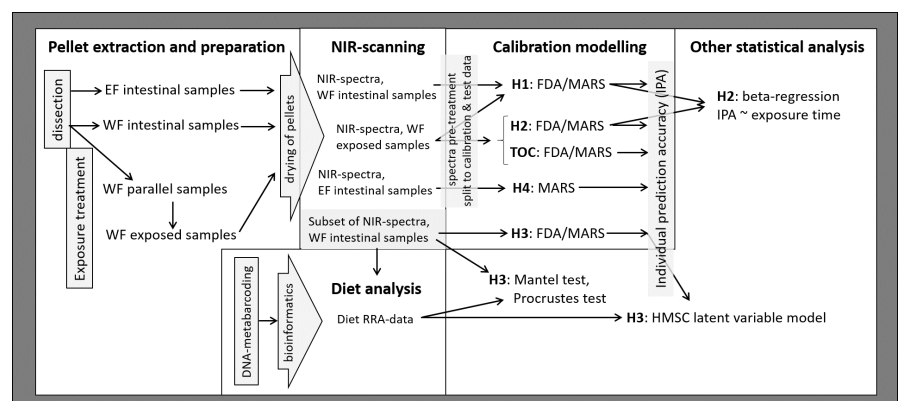 Pellet extraction and preparation
dissection
Exposure treatment
EF intestinal samples
WF intestinal samples
WF parallel samples
WF exposed samples
drying of pellets
NIR-scanning
NIR-spectra,
WF intestinal samples
NIR-spectra, WF
exposed samples
NIR-spectra,
EF intestinal samples
Subset of NIR-spectra,
WF intestinal samples
spectra pre-treatment
split to calibration & test data
Calibration modelling
H1: FDA/MARS
H2: FDA/MARS
TOC: FDA/MARS
H4: MARS
H3: FDA/MARS
Individual prediction accuracy (IPA)
Other statistical analysis
H2: beta-regression
IPA ~ exposure time
DNA-metabarcoding
bioinformatics
Diet analysis
Diet RRA-data
H3: Mantel test,
Procrustes test
H3: HMSC latent variable model